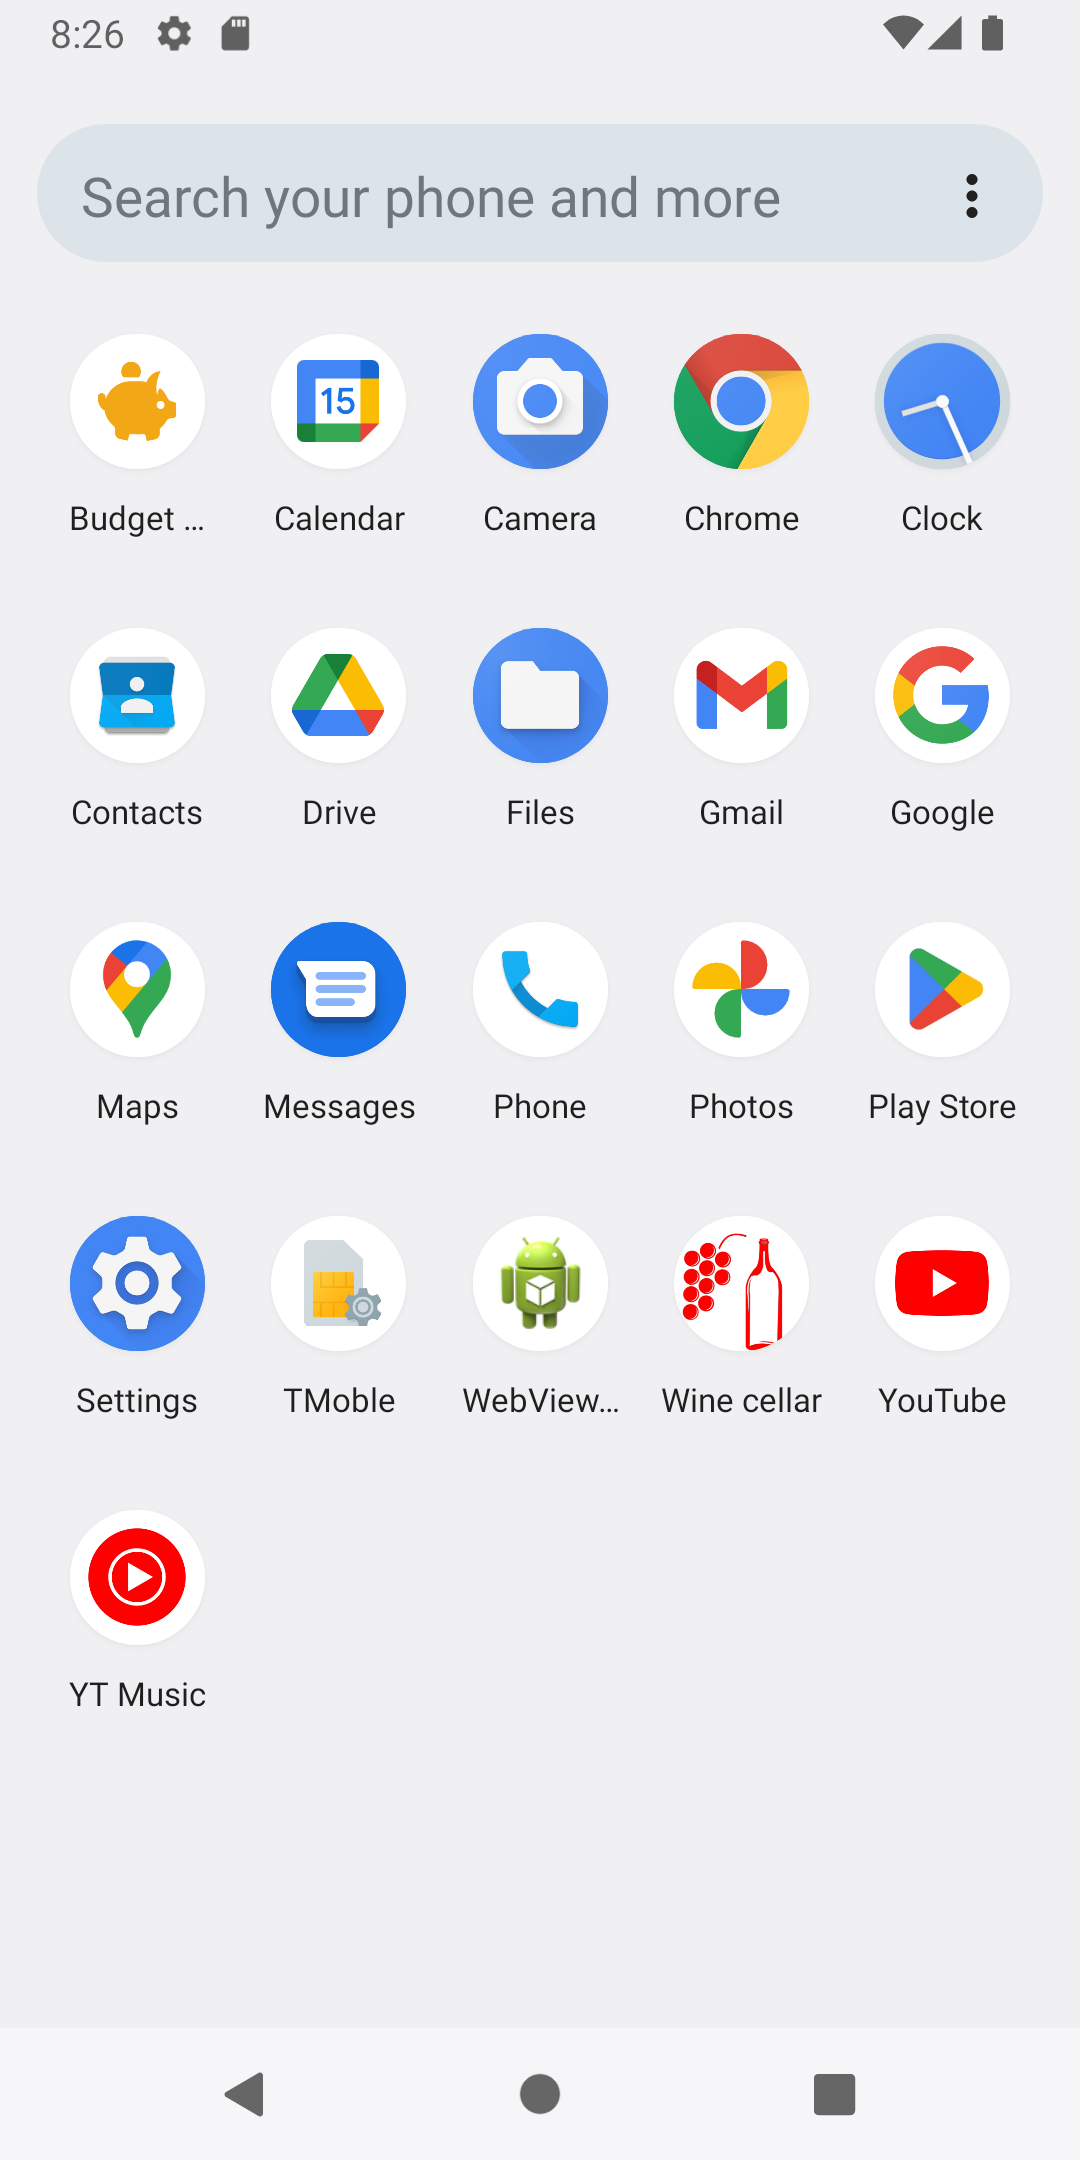 8:26
Search your phone and more
Budget ...
15
Calendar
Camera
Chrome
Clock
Contacts
Drive
Files
Gmail
Google
Maps
Messages
Phone
Photos
Play Store
Settings
TMoble
WebView...
Wine cellar
YouTube
YT Music